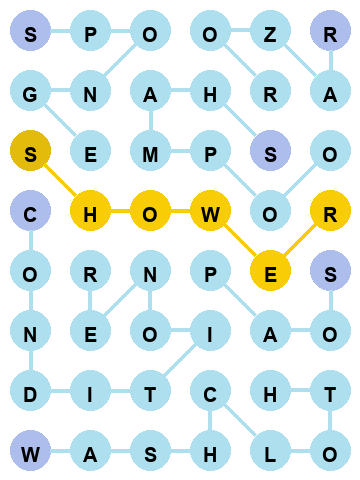 S P O O Z R
G N A H R A
S E M P S O
C H O W O R
O R N P E S
N E O I A O
D I T C H T
W A S H L O